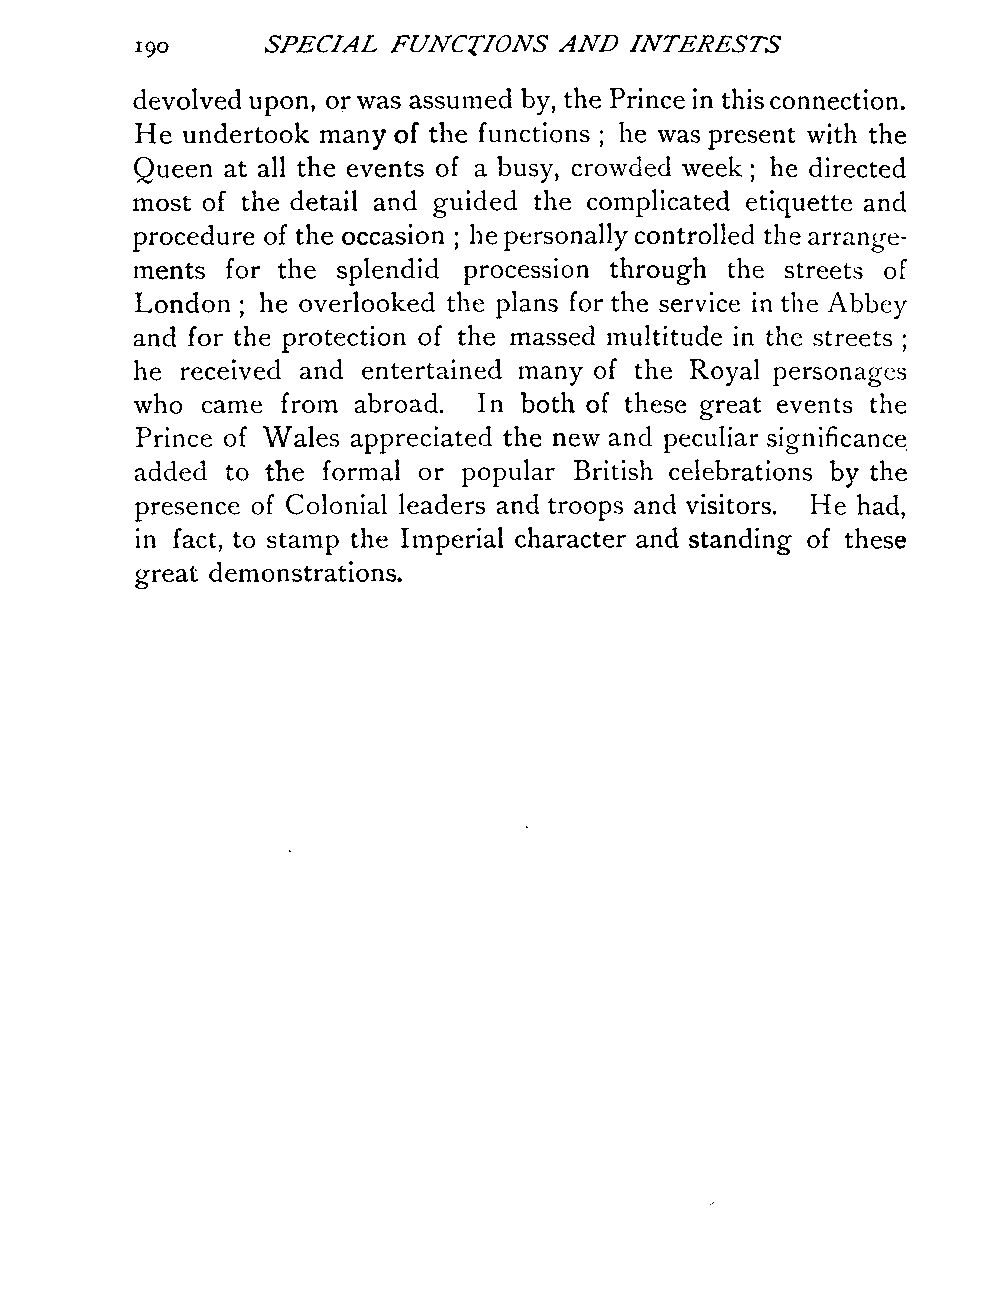 190 SPECIAL FUNCTIONS AND INTERESTS
devolved upon, or was assumed by, the Prince in this connection.
He undertook many of the functions ; he was present with the
Queen at all the events of a busy, crowded week ; he directed
most of the detail and guided the complicated etiquette and
procedure of the occasion ; he personally controlled the arrange-
ments for the splendid procession through the streets of
London ; he overlooked the plans for the service in the Abbey
and for the protection of the massed multitude in the streets ;
he received and entertained many of the Royal personages
who came from abroad. In both of these great events the
Prince of Wales appreciated the new and peculiar significance
added to the formal or popular British celebrations by the
presence of Colonial leaders and troops and visitors. He had,
in fact, to stamp the Imperial character and standing of these
great demonstrations.